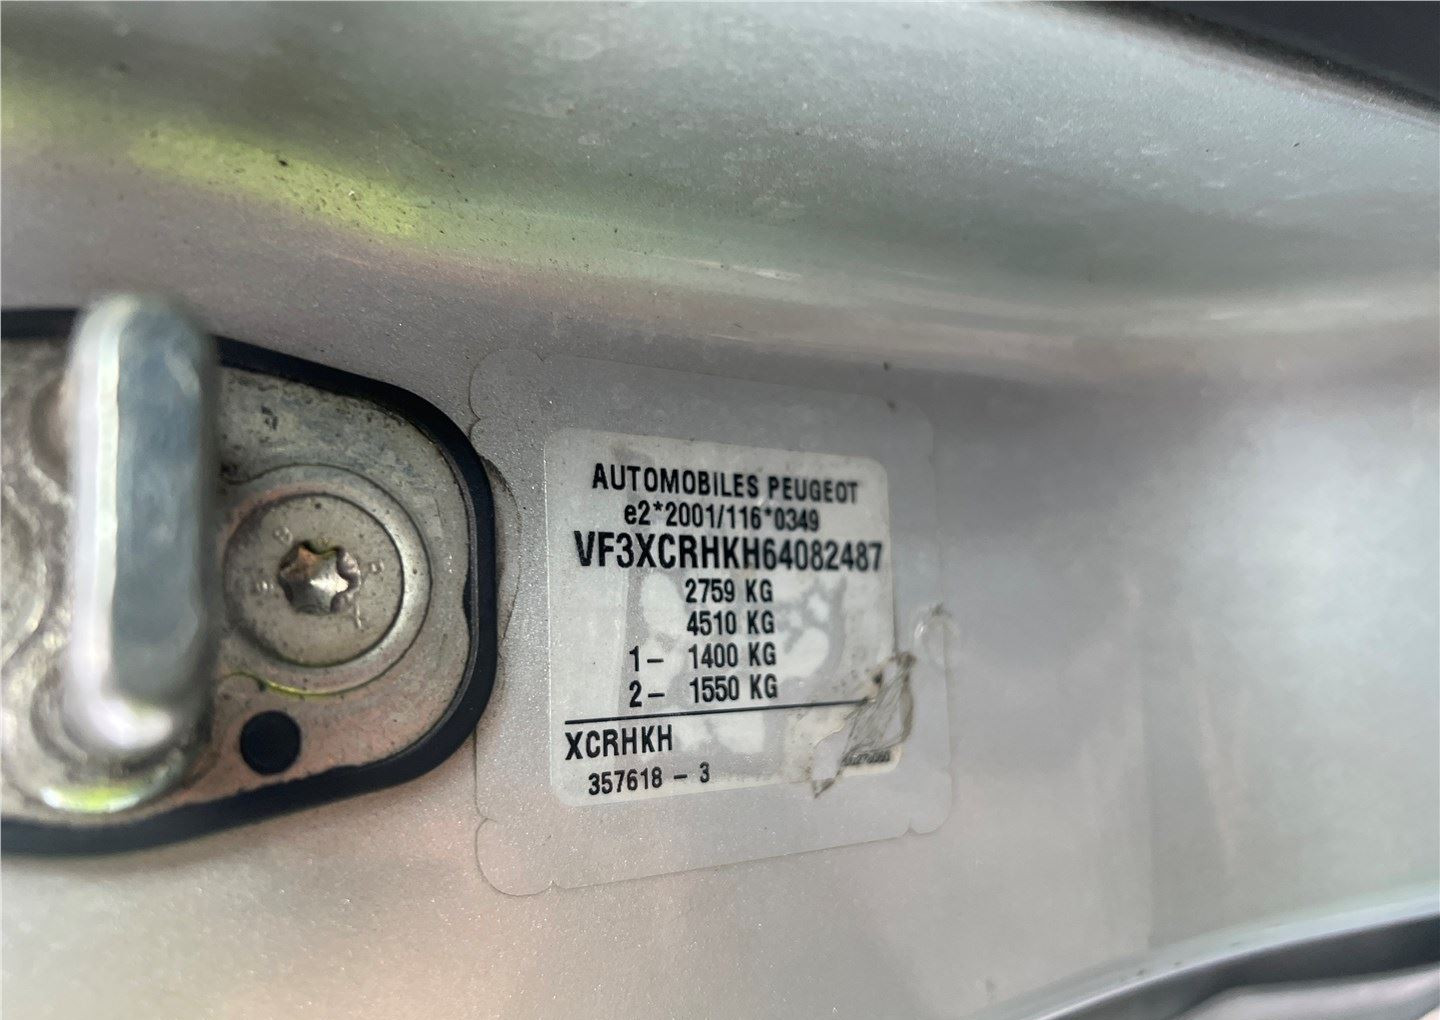 AUTOMOBILES PEUGEOT
e2*2001/116*0349
VF3XCRHKH64082487
2759 KG
4510 KG
1- 1400 KG
2- 1550 KG
XCRHKH
357618 - 3